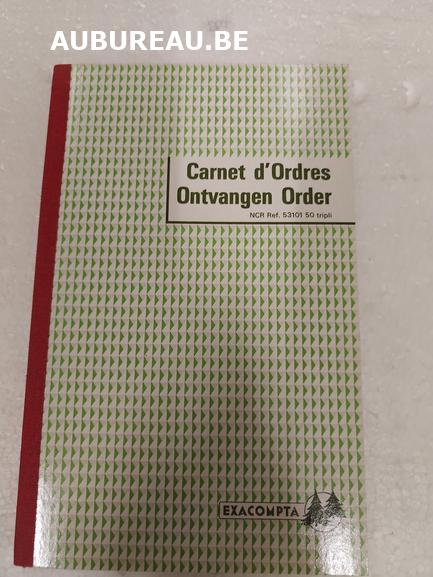 AUBUREAU.BE
Carnet d'Ordres
Ontvangen Order
NCR Ref. 53101 50 tripli
EXACOMPTA